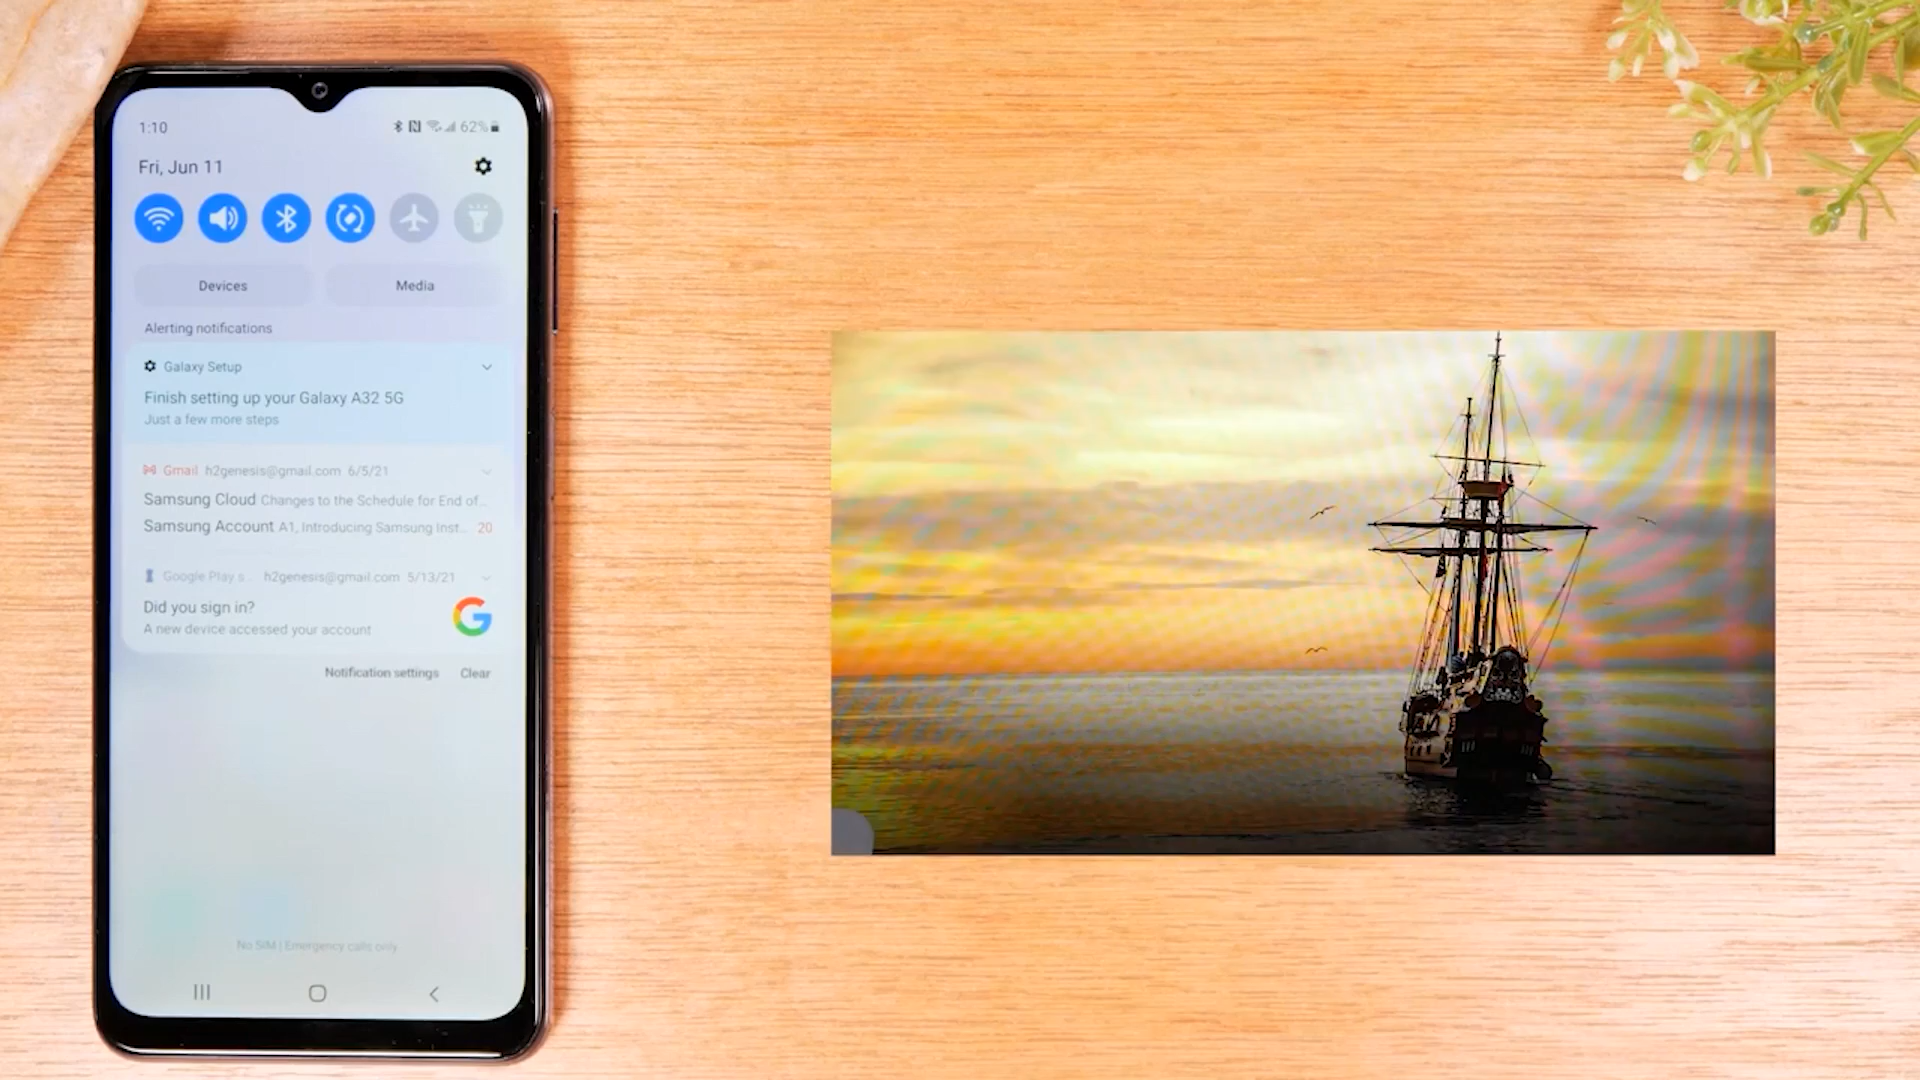 1:10
62%
Fri, Jun 11
Devices
Media
Alerting notifications
Galaxy Setup
Finish setting up your Galaxy A32 5G
Just a few more steps
Gmail h2genesis@gmail.com 6/5/21
Samsung Cloud Changes to the Schedule for End of...
Samsung Account A1, Introducing Samsung Inst... 20
Google Play s... h2genesis@gmail.com 5/13/21
Did you sign in?
A new device accessed your account
Notification settings
Clear
No SIM | Emergency calls only